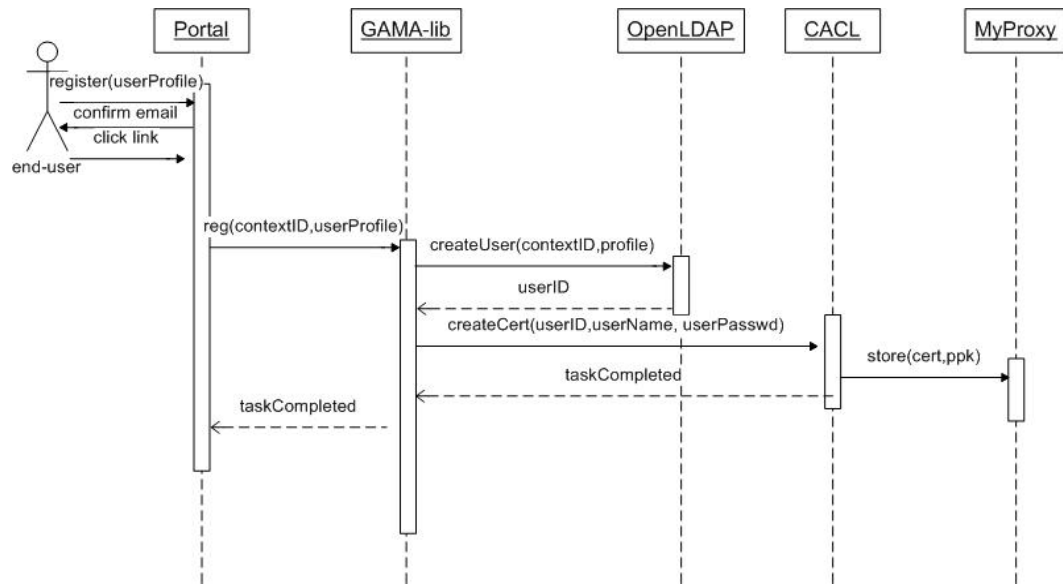 Portal
GAMA-lib
OpenLDAP
CACL
MyProxy
register(userProfile)
confirm email
click link
end-user
reg(contextID,userProfile)
createUser(contextID,profile)
userID
createCert(userID,userName, userPasswd)
store(cert,ppk)
taskCompleted
taskCompleted